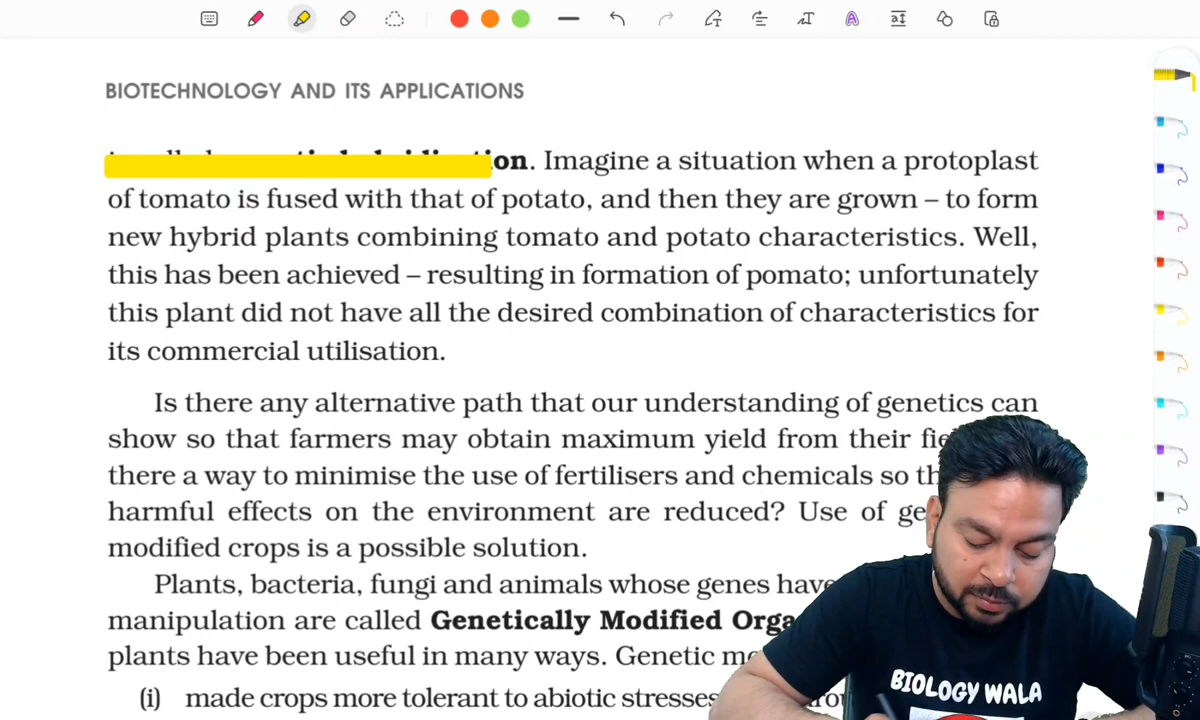 BIOTECHNOLOGY AND ITS APPLICATIONS
ion. Imagine a situation when a protoplast
of tomato is fused with that of potato, and then they are grown – to form
new hybrid plants combining tomato and potato characteristics. Well,
this has been achieved – resulting in formation of pomato; unfortunately
this plant did not have all the desired combination of characteristics for
its commercial utilisation.
Is there any alternative path that our understanding of genetics can
show so that farmers may obtain maximum yield from their
there a way to minimise the use of fertilisers and chemicals so
harmful effects on the environment are reduced? Use of
modified crops is a possible solution.
Plants, bacteria, fungi and animals whose genes have
manipulation are called Genetically Modified
plants have been useful in many ways. Genetic
(i) made crops more tolerant to abiotic stresses
BIOLOGY WALA